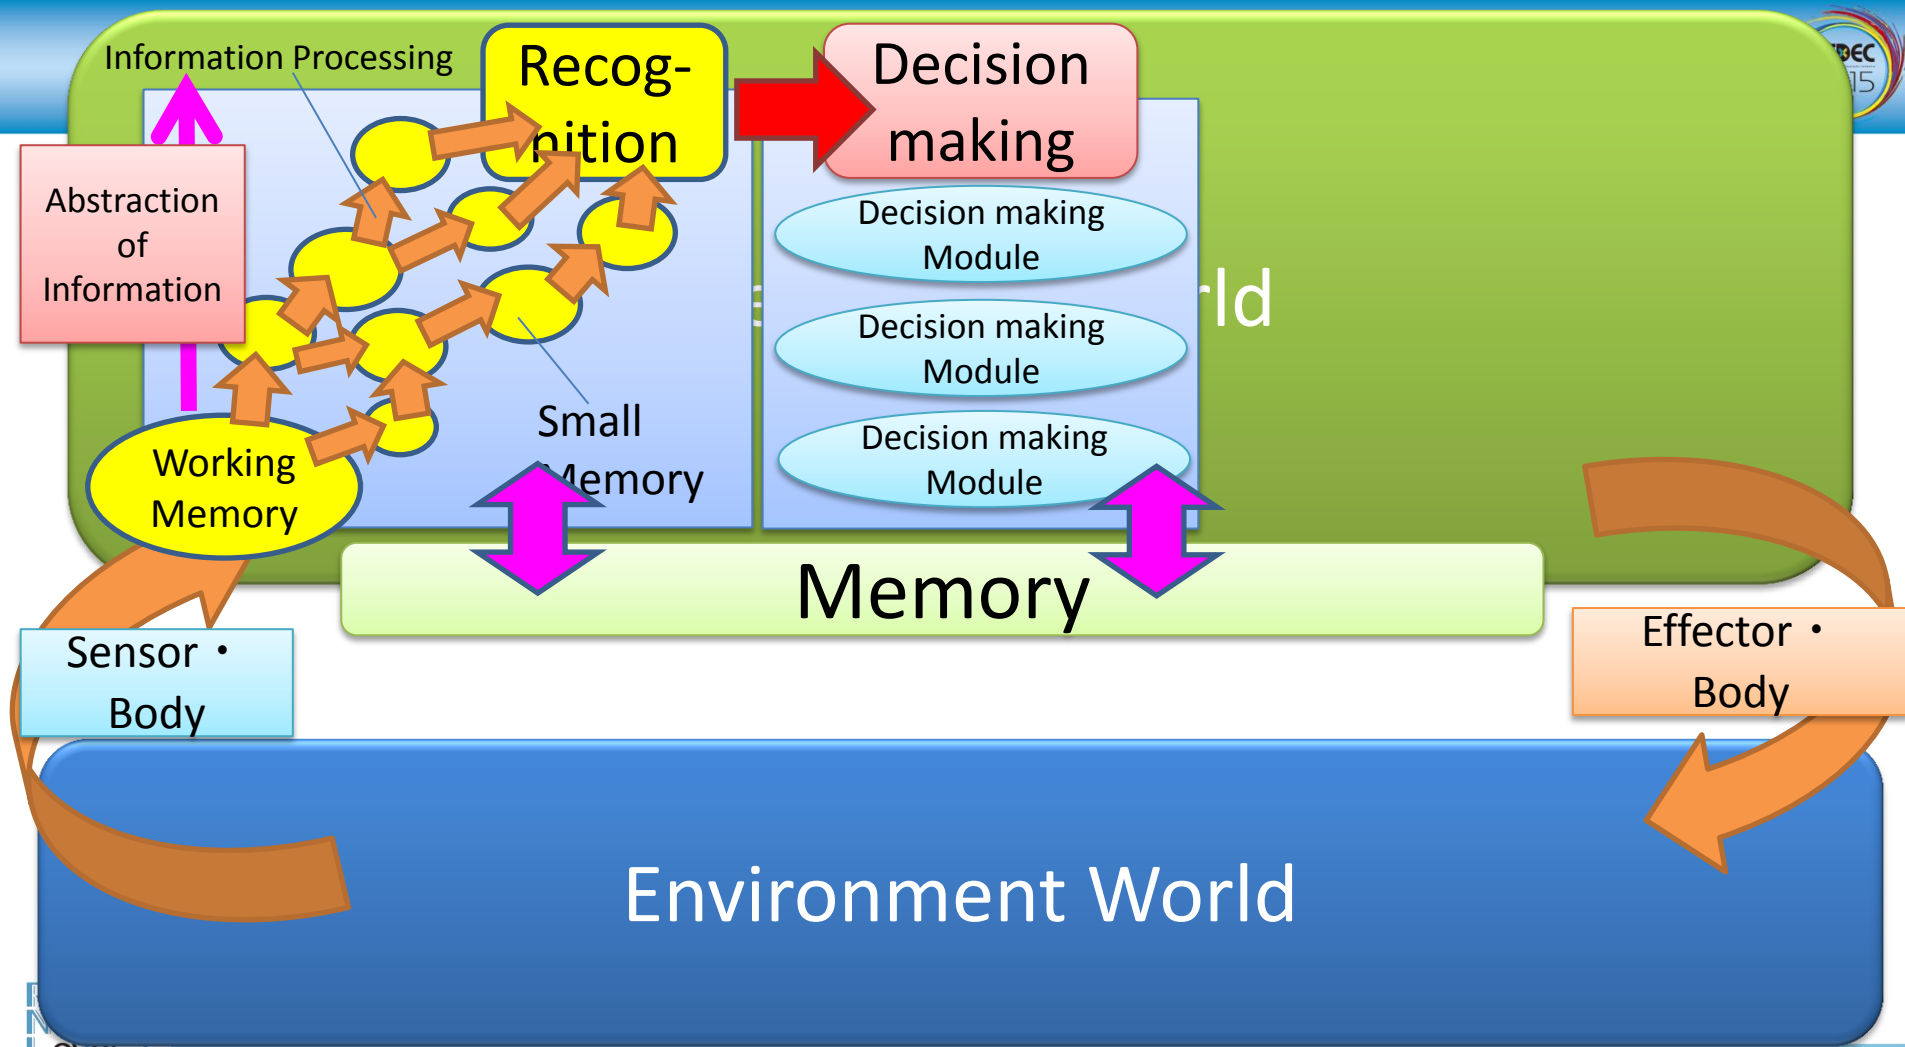 Information Processing
Recog-
nition
Decision
making
Abstraction
of
Information
Decision making
Module
Decision making
Module
Decision making
Module
Small
Memory
Working
Memory
Memory
Sensor・
Body
Effector・
Body
Environment World